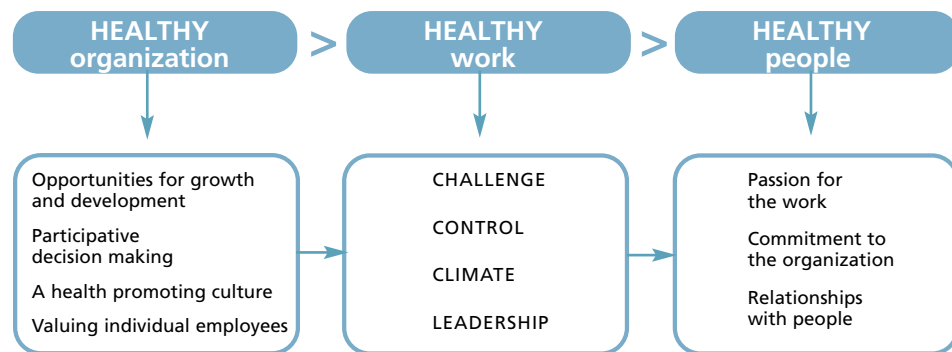 HEALTHY
organization
>
HEALTHY
work
>
HEALTHY
people
Opportunities for growth
and development
Participative
decision making
A health promoting culture
Valuing individual employees
CHALLENGE
CONTROL
CLIMATE
LEADERSHIP
Passion for
the work
Commitment to
the organization
Relationships
with people